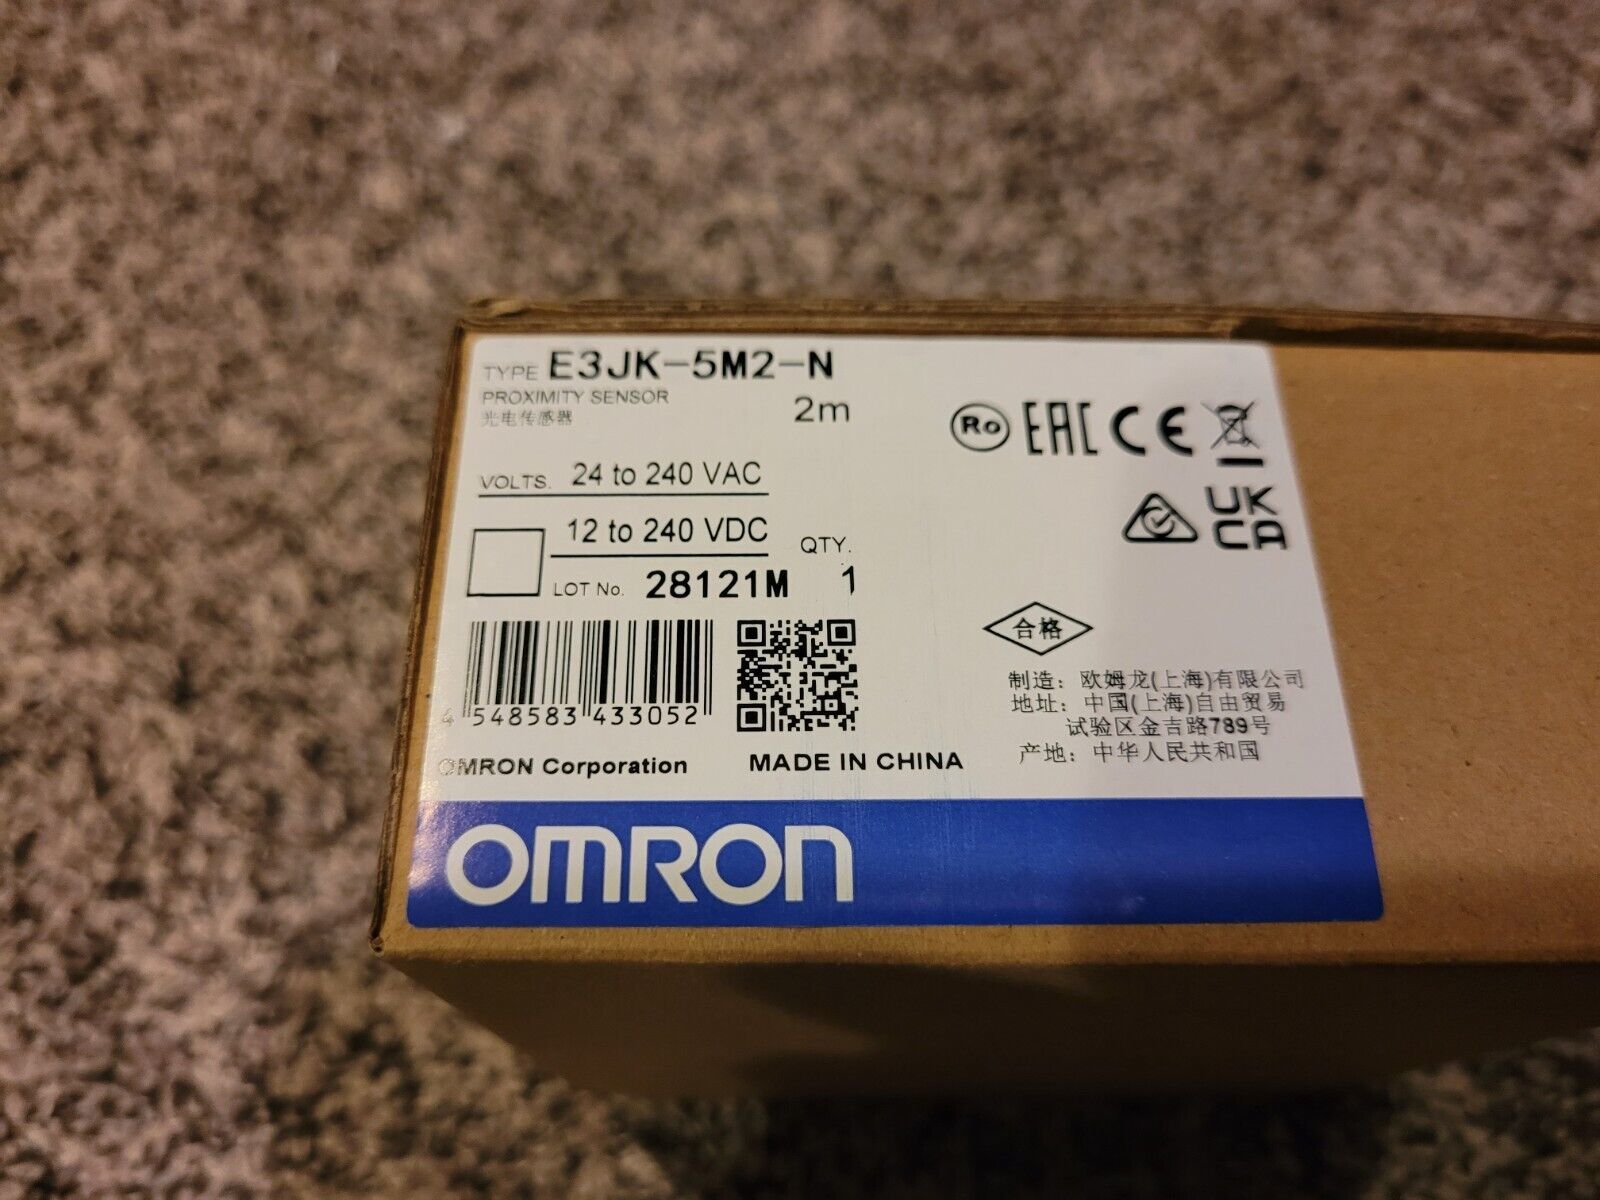 TYPE E3JK-5M2-N
PROXIMITY SENSOR
光电传感器
2m
VOLTS. 24 to 240 VAC
12 to 240 VDC
QTY.
LOT No. 28121M 1
4 548583 433052
OMRON Corporation
MADE IN CHINA
OMRON
Ro EAC CE
UK
CA
合格
制造：欧姆龙(上海)有限公司
地址：中国(上海)自由贸易
试验区金吉路789号
产地：中华人民共和国